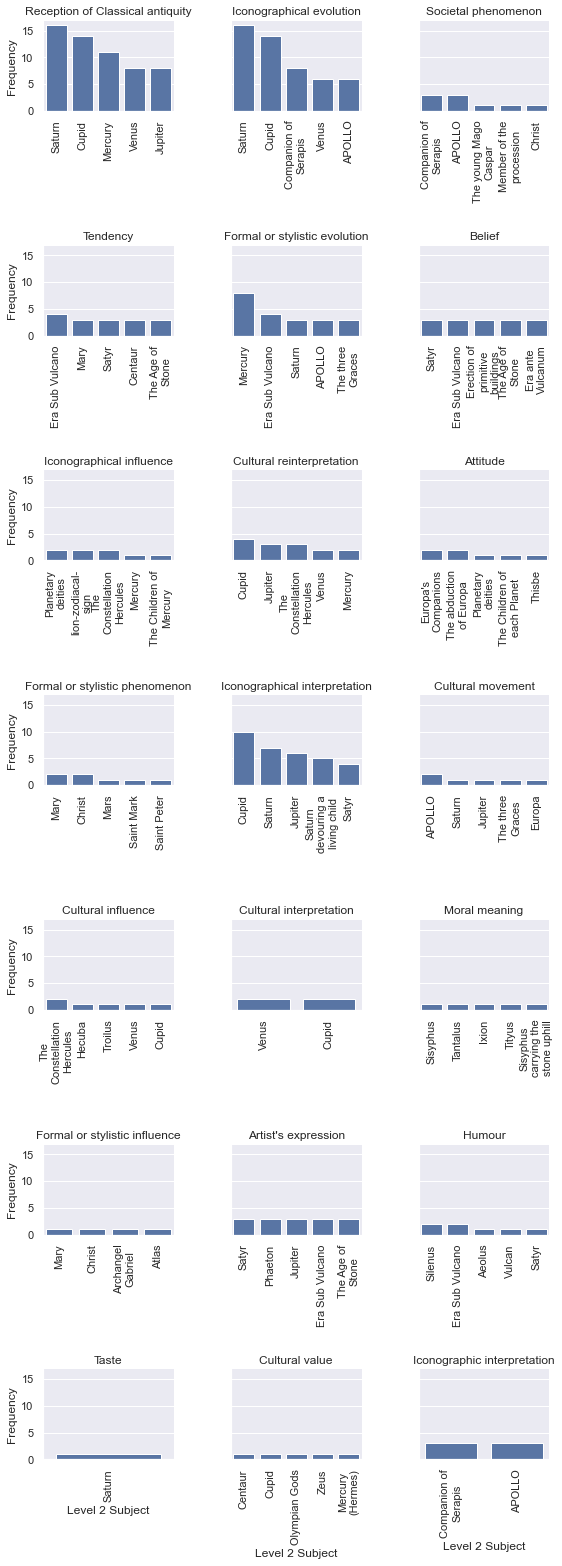 Reception of Classical antiquity
Iconographical evolution
Societal phenomenon
Frequency
15
10
5
0
Saturn
Cupid
Mercury
Venus
Jupiter
Saturn
Cupid
Companion of
Serapis
Venus
APOLLO
Companion of
Serapis
APOLLO
The young Mago
Caspar
Member of the
procession
Christ
Tendency
Formal or stylistic evolution
Belief
Frequency
15
10
5
0
Era Sub Vulcano
Mary
Satyr
Centaur
The Age of
Stone
Mercury
Era Sub Vulcano
Saturn
APOLLO
The three
Graces
Satyr
Era Sub Vulcano
Erection of
primitive
buildings
The Age of
Stone
Era ante
Vulcanum
Iconographical influence
Cultural reinterpretation
Attitude
Frequency
15
10
5
0
Planetary
deities
lion-zodiacal-
sign
The
Constellation
Hercules
Mercury
The Children of
Mercury
Cupid
Jupiter
The
Constellation
Hercules
Venus
Mercury
Europa's
Companions
The abduction
of Europa
Planetary
deities
The Children of
each Planet
Thisbe
Formal or stylistic phenomenon
Iconographical interpretation
Cultural movement
Frequency
15
10
5
0
Mary
Christ
Mars
Saint Mark
Saint Peter
Cupid
Saturn
Jupiter
Saturn
devouring a
living child
Satyr
APOLLO
Saturn
Jupiter
The three
Graces
Europa
Cultural influence
Cultural interpretation
Moral meaning
Frequency
15
10
5
0
The
Constellation
Hercules
Hecuba
Troilus
Venus
Cupid
Venus
Cupid
Sisyphus
Tantalus
Ixion
Tityus
Sisyphus
carrying the
stone uphill
Formal or stylistic influence
Artist's expression
Humour
Frequency
15
10
5
0
Mary
Christ
Archangel
Gabriel
Atlas
Satyr
Phaeton
Jupiter
Era Sub Vulcano
The Age of
Stone
Silenus
Era Sub Vulcano
Aeolus
Vulcan
Satyr
Taste
Cultural value
Iconographic interpretation
Frequency
15
10
5
0
Saturn
Centaur
Cupid
Olympian Gods
Zeus
Mercury
(Hermes)
Companion of
Serapis
APOLLO
Level 2 Subject
Level 2 Subject
Level 2 Subject